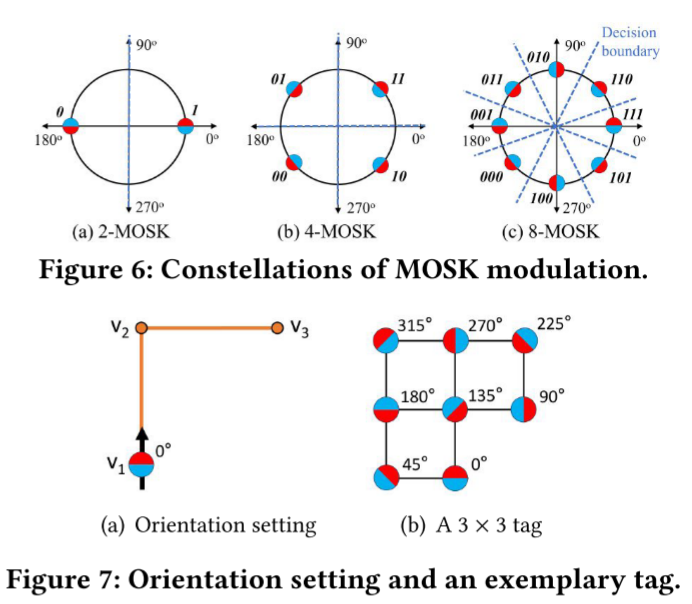 90° 90° 90° Decision boundary
0 1 180° 0° 270°
01 11 00 10 180° 0° 270°
010 011 110 001 111 000 101 100 180° 0° 270°
(a) 2-MOSK (b) 4-MOSK (c) 8-MOSK
Figure 6: Constellations of MOSK modulation.
V₂ V₃ 315° 270° 225°
180° 135° 90°
V₁ 0° 45° 0°
(a) Orientation setting (b) A 3 × 3 tag
Figure 7: Orientation setting and an exemplary tag.